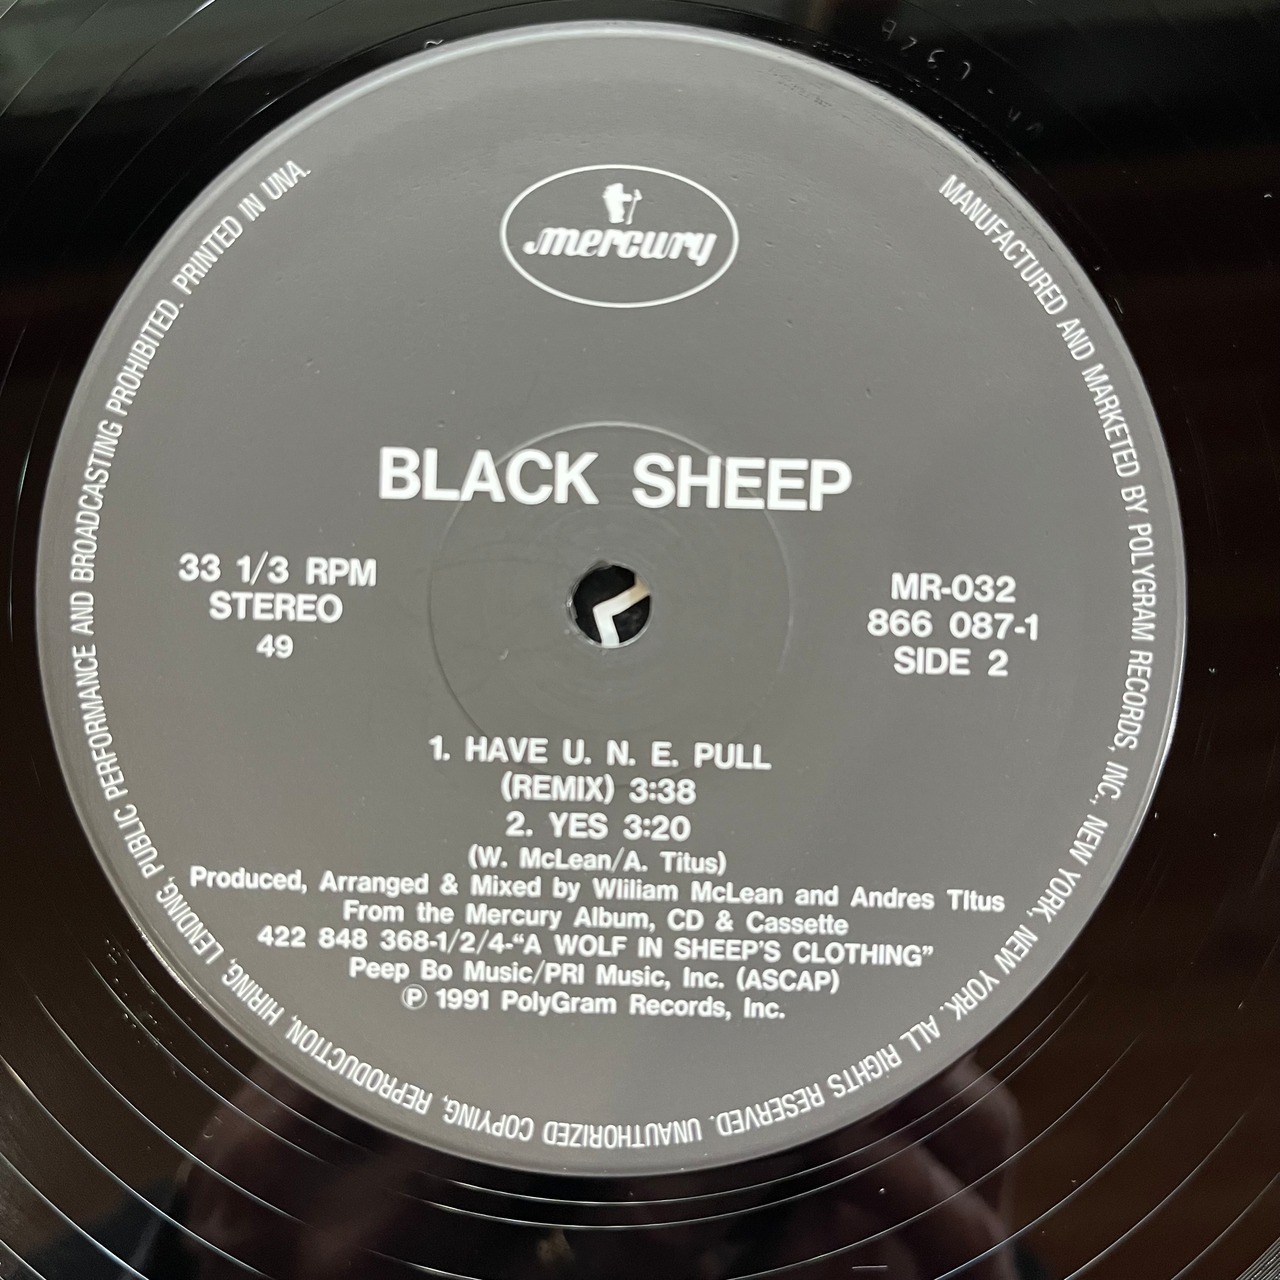 mercury
BLACK SHEEP
33 1/3 RPM
STEREO
49
MR-032
866 087-1
SIDE 2
1. HAVE U. N. E. PULL
(REMIX) 3:38
2. YES 3:20
(W. McLean/A. Titus)
Produced, Arranged & Mixed by Wliliam McLean and Andres TItus
From the Mercury Album, CD & Cassette
422 848 368-1/2/4-“A WOLF IN SHEEP'S CLOTHING”
Peep Bo Music/PRI Music, Inc. (ASCAP)
℗ 1991 PolyGram Records, Inc.
MANUFACTURED AND MARKETED BY POLYGRAM RECORDS, INC., NEW YORK, NEW YORK. ALL RIGHTS RESERVED. UNAUTHORIZED COPYING, REPRODUCTION, HIRING, LENDING, PUBLIC PERFORMANCE AND BROADCASTING PROHIBITED. PRINTED IN U.S.A.